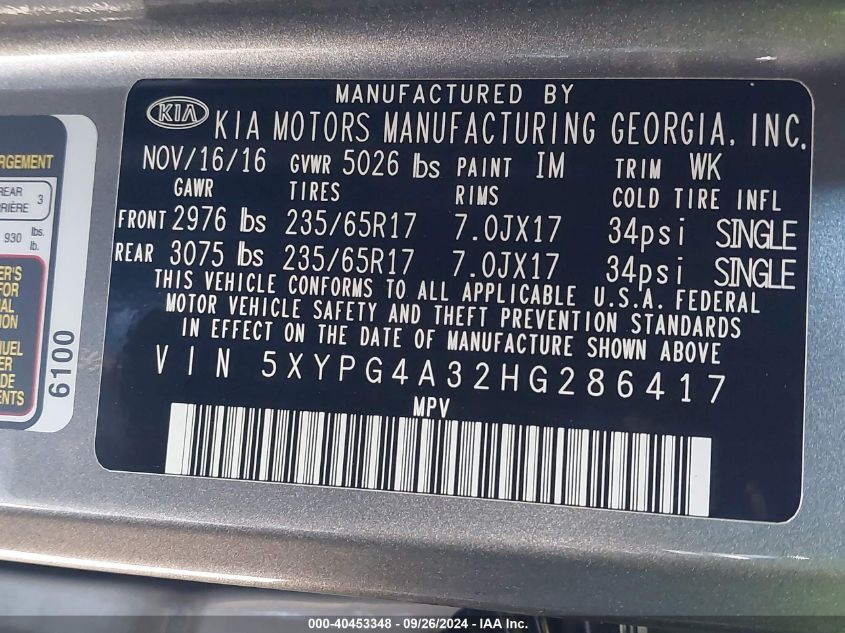 MANUFACTURED BY
KIA KIA MOTORS MANUFACTURING GEORGIA, INC.
NOV/16/16 GVWR 5026 lbs PAINT IM TRIM WK
GAWR TIRES RIMS COLD TIRE INFL
FRONT 2976 lbs 235/65R17 7.0JX17 34psi SINGLE
REAR 3075 lbs 235/65R17 7.0JX17 34psi SINGLE
THIS VEHICLE CONFORMS TO ALL APPLICABLE U.S.A. FEDERAL
MOTOR VEHICLE SAFETY AND THEFT PREVENTION STANDARDS
IN EFFECT ON THE DATE OF MANUFACTURE SHOWN ABOVE
VIN 5XYPG4A32HG286417
MPV
REAR
3
930 lbs.
lb.
6100
000-40453348 - 09/26/2024 - IAA Inc.